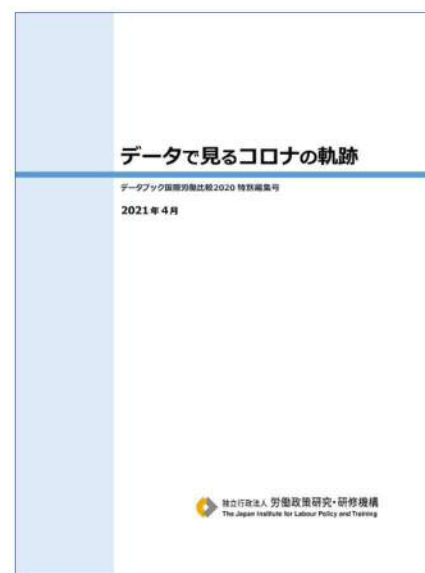 データで見るコロナの軌跡
データブック国際労働比較2020 特別編集号
2021年4月
独立行政法人 労働政策研究・研修機構
The Japan Institute for Labour Policy and Training